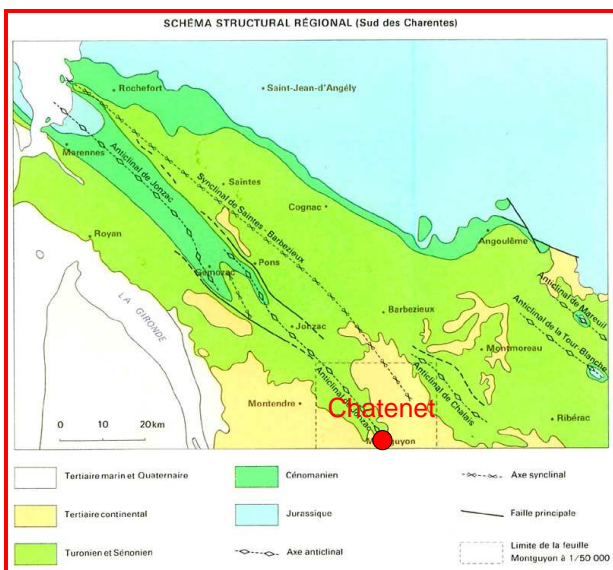 SCHÉMA STRUCTURAL RÉGIONAL (Sud des Charentes)
Rochefort
Saint-Jean-d'Angély
Marennes
Anticlinal de Jonzac
Synclinal de Saintes - Barbezieux
Saintes
Cognac
Royan
Angoulême
Pons
Gémozac
LA GIRONDE
Anticlinal de Mareuil
Barbezieux
Anticlinal de la Tour Blanche
Jonzac
Montmoreau
Anticlinal de Chalais
Montendre
Chatenet
Ribérac
0 10 20km
Tertiaire marin et Quaternaire
Cénomanien
Axe synclinal
Tertiaire continental
Jurassique
Faille principale
Turonien et Sénonien
Axe anticlinal
Limite de la feuille
Montguyon à 1/50 000